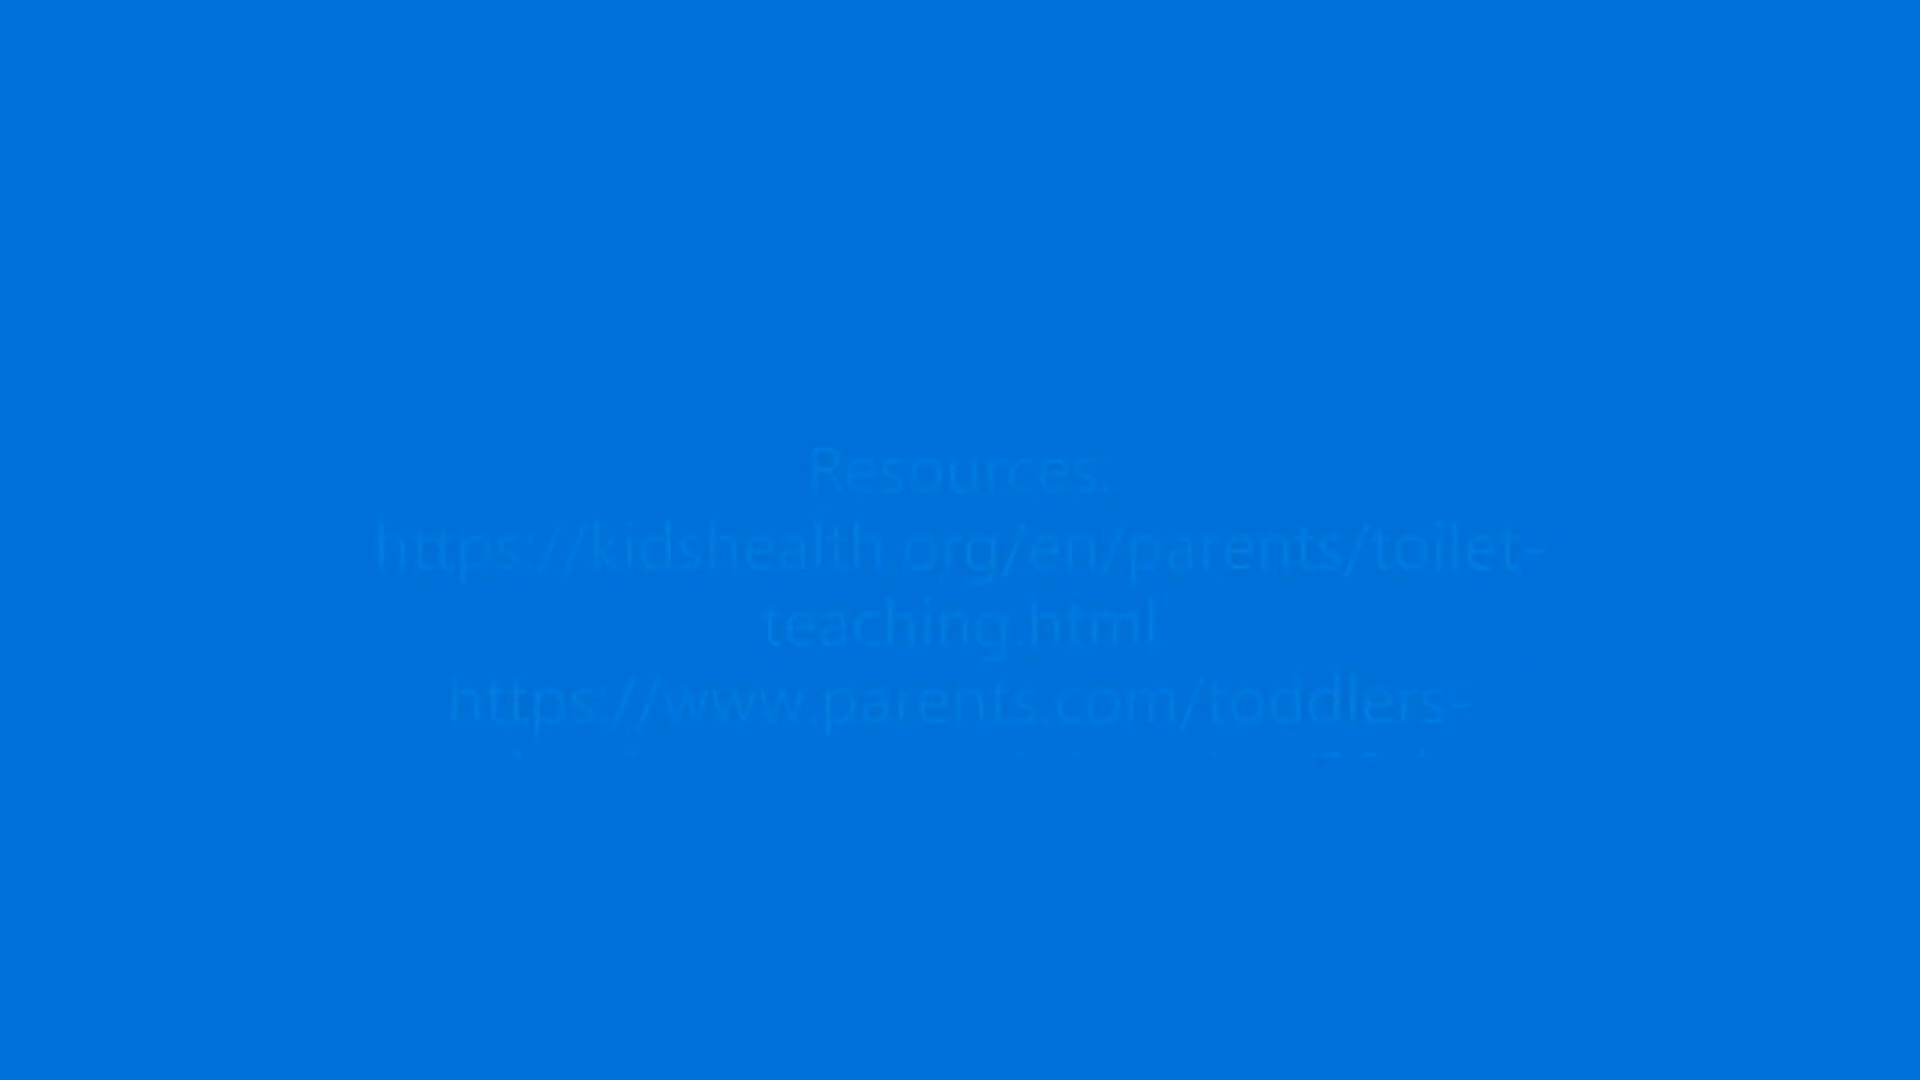 Resources:
https://kidshealth.org/en/parents/toilet-
teaching.html
https://www.parents.com/toddlers-